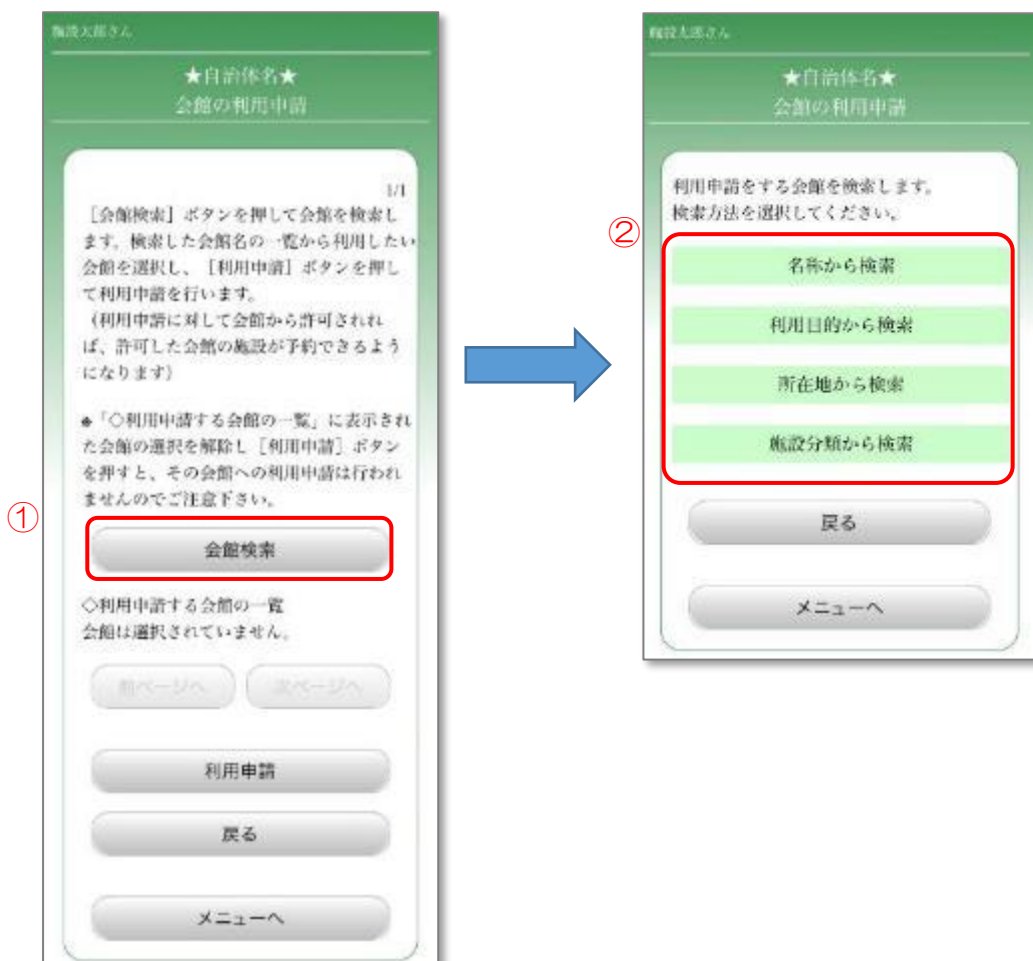 施設太郎さん
★自治体名★
会館の利用申請
1/1
[会館検索]ボタンを押して会館を検索し
ます。検索した会館名の一覧から利用したい
会館を選択し、[利用申請]ボタンを押し
て利用申請を行います。
(利用申請に対して会館から許可されれ
ば、許可した会館の施設が予約できるよう
になります)
♣「◇利用申請する会館の一覧」に表示され
た会館の選択を解除し[利用申請]ボタン
を押すと、その会館への利用申請は行われ
ませんのでご注意下さい。
①
会館検索
◇利用申請する会館の一覧
会館は選択されていません。
前ページへ 次ページへ
利用申請
戻る
メニューへ
施設太郎さん
★自治体名★
会館の利用申請
利用申請をする会館を検索します。
検索方法を選択してください。
②
名称から検索
利用目的から検索
所在地から検索
施設分類から検索
戻る
メニューへ